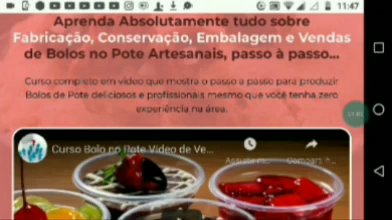 11:47
Aprenda Absolutamente tudo sobre
Fabricação, Conservação, Embalagem e Vendas
de Bolos no Pote Artesanais, passo à passo...
Curso completo em vídeo que mostra o passo a passo para produzir
Bolos de Pote deliciosos e profissionais mesmo que você tenha zero
experiência na área.
Curso Bolo no Pote Vídeo de Ve...